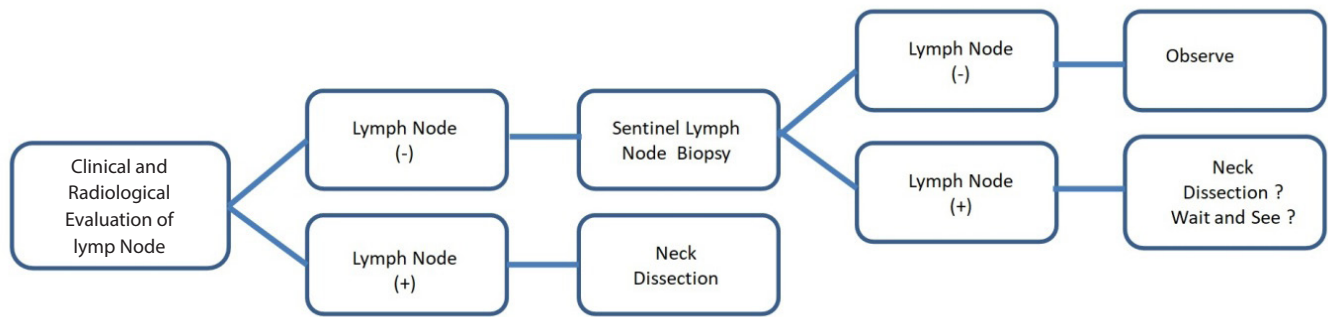 Clinical and
Radiological
Evaluation of
lymp Node
Lymph Node
(-)
Sentinel Lymph
Node Biopsy
Lymph Node
(-)
Observe
Lymph Node
(+)
Neck
Dissection ?
Wait and See ?
Lymph Node
(+)
Neck
Dissection